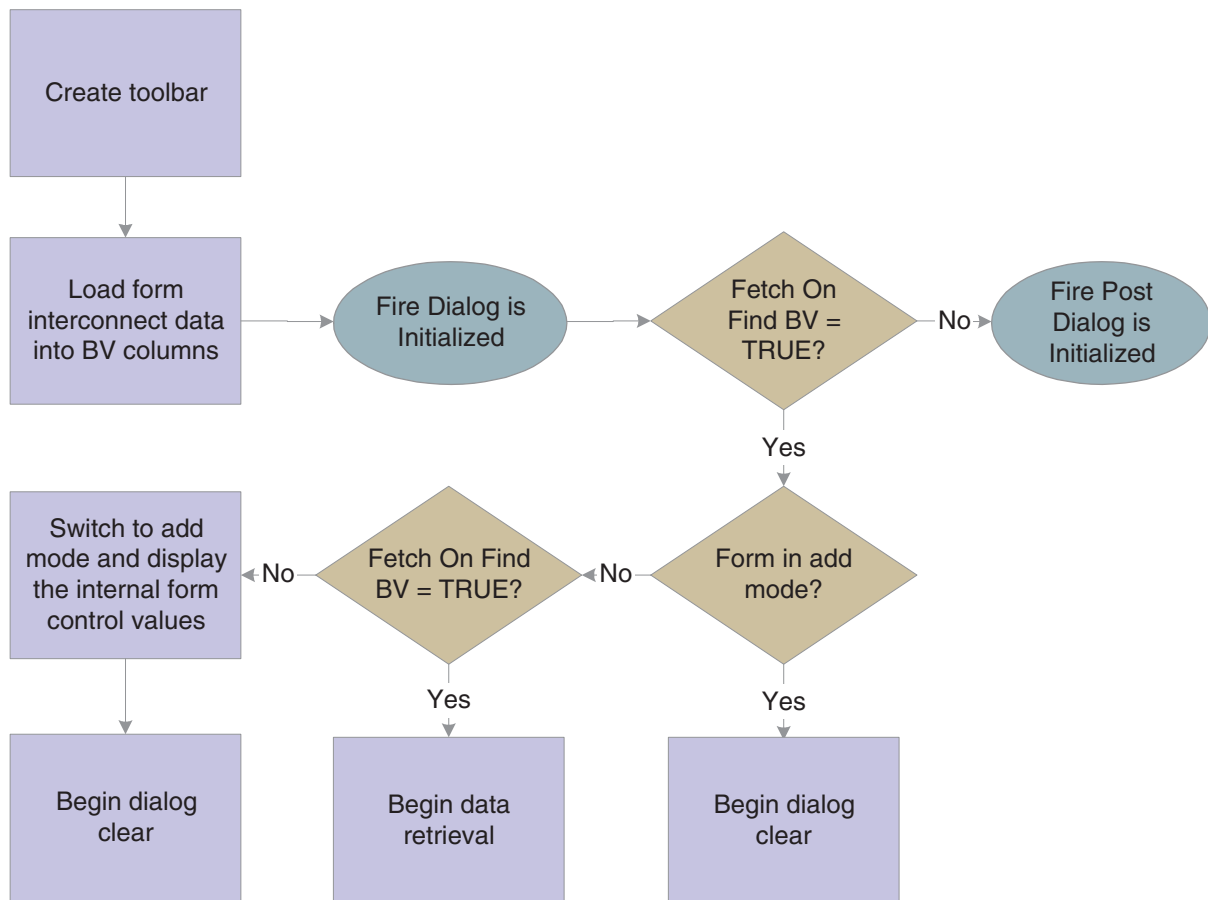 Create toolbar
Load form
interconnect data
into BV columns
Fire Dialog is
Initialized
Fetch On
Find BV =
TRUE?
No
Fire Post
Dialog is
Initialized
Yes
Form in add
mode?
No
Fetch On Find
BV = TRUE?
No
Switch to add
mode and display
the internal form
control values
Yes
Yes
Begin dialog
clear
Begin data
retrieval
Begin dialog
clear